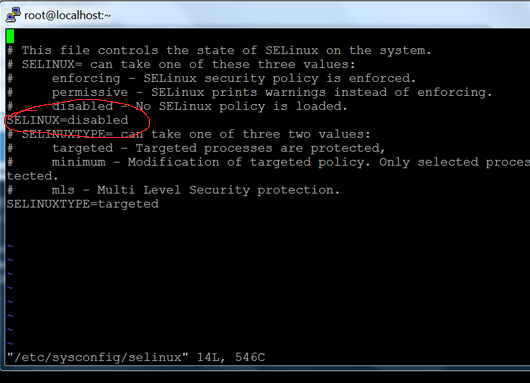 root@localhost:~
# This file controls the state of SELinux on the system.
# SELINUX= can take one of these three values:
#     enforcing - SELinux security policy is enforced.
#     permissive - SELinux prints warnings instead of enforcing.
#     disabled - No SELinux policy is loaded.
SELINUX=disabled
# SELINUXTYPE= can take one of three two values:
#     targeted - Targeted processes are protected,
#     minimum - Modification of targeted policy. Only selected proces
tected.
#     mls - Multi Level Security protection.
SELINUXTYPE=targeted
~
~
~
~
~
~
~
~
"/etc/sysconfig/selinux" 14L, 546C